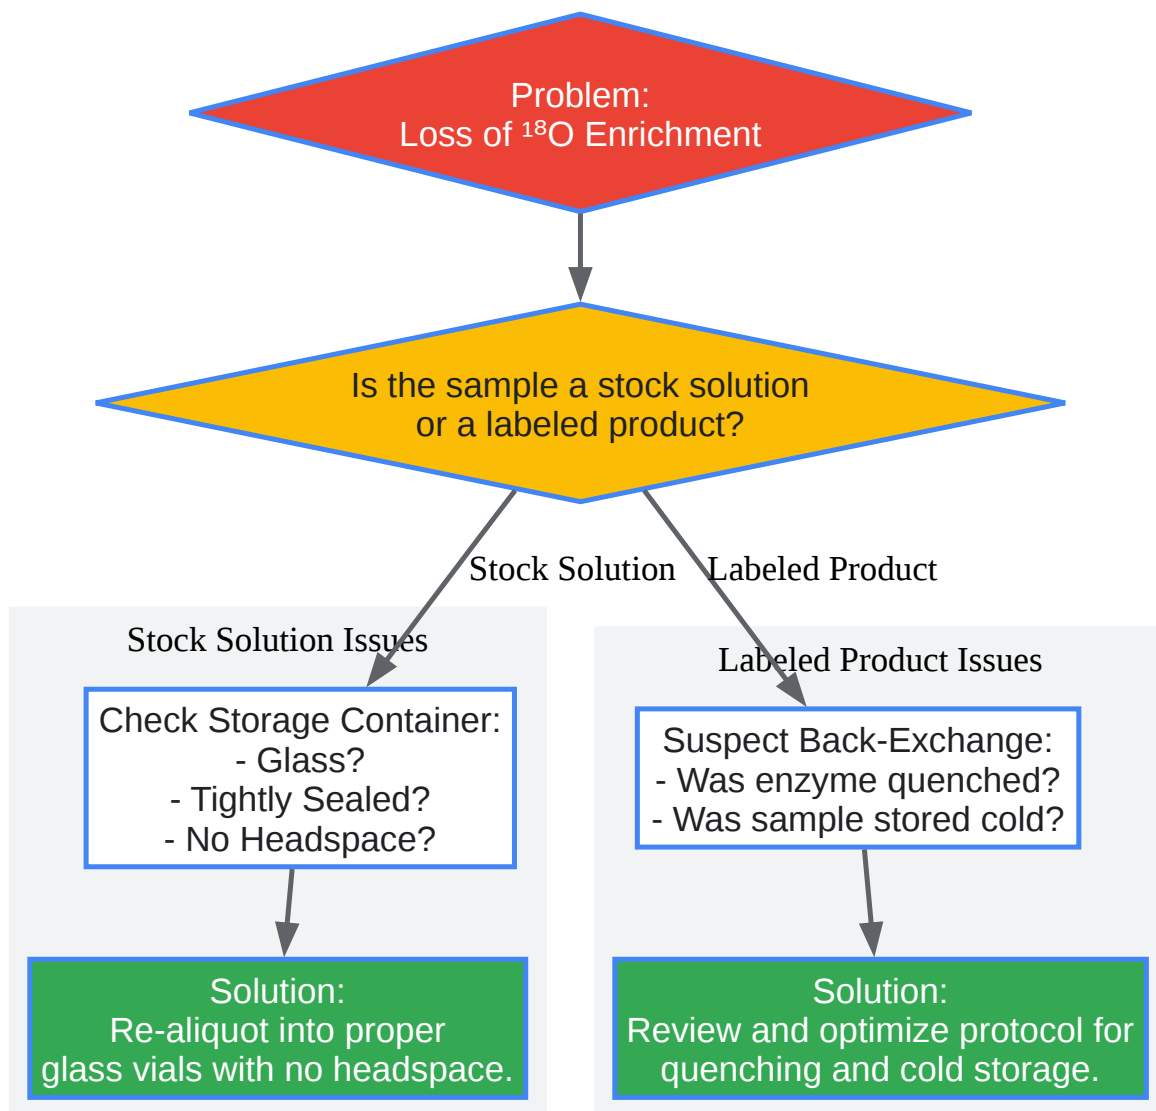 Problem:
Loss of ¹⁸O Enrichment
Is the sample a stock solution
or a labeled product?
Stock Solution
Labeled Product
Stock Solution Issues
Check Storage Container:
- Glass?
- Tightly Sealed?
- No Headspace?
Solution:
Re-aliquot into proper
glass vials with no headspace.
Labeled Product Issues
Suspect Back-Exchange:
- Was enzyme quenched?
- Was sample stored cold?
Solution:
Review and optimize protocol for
quenching and cold storage.